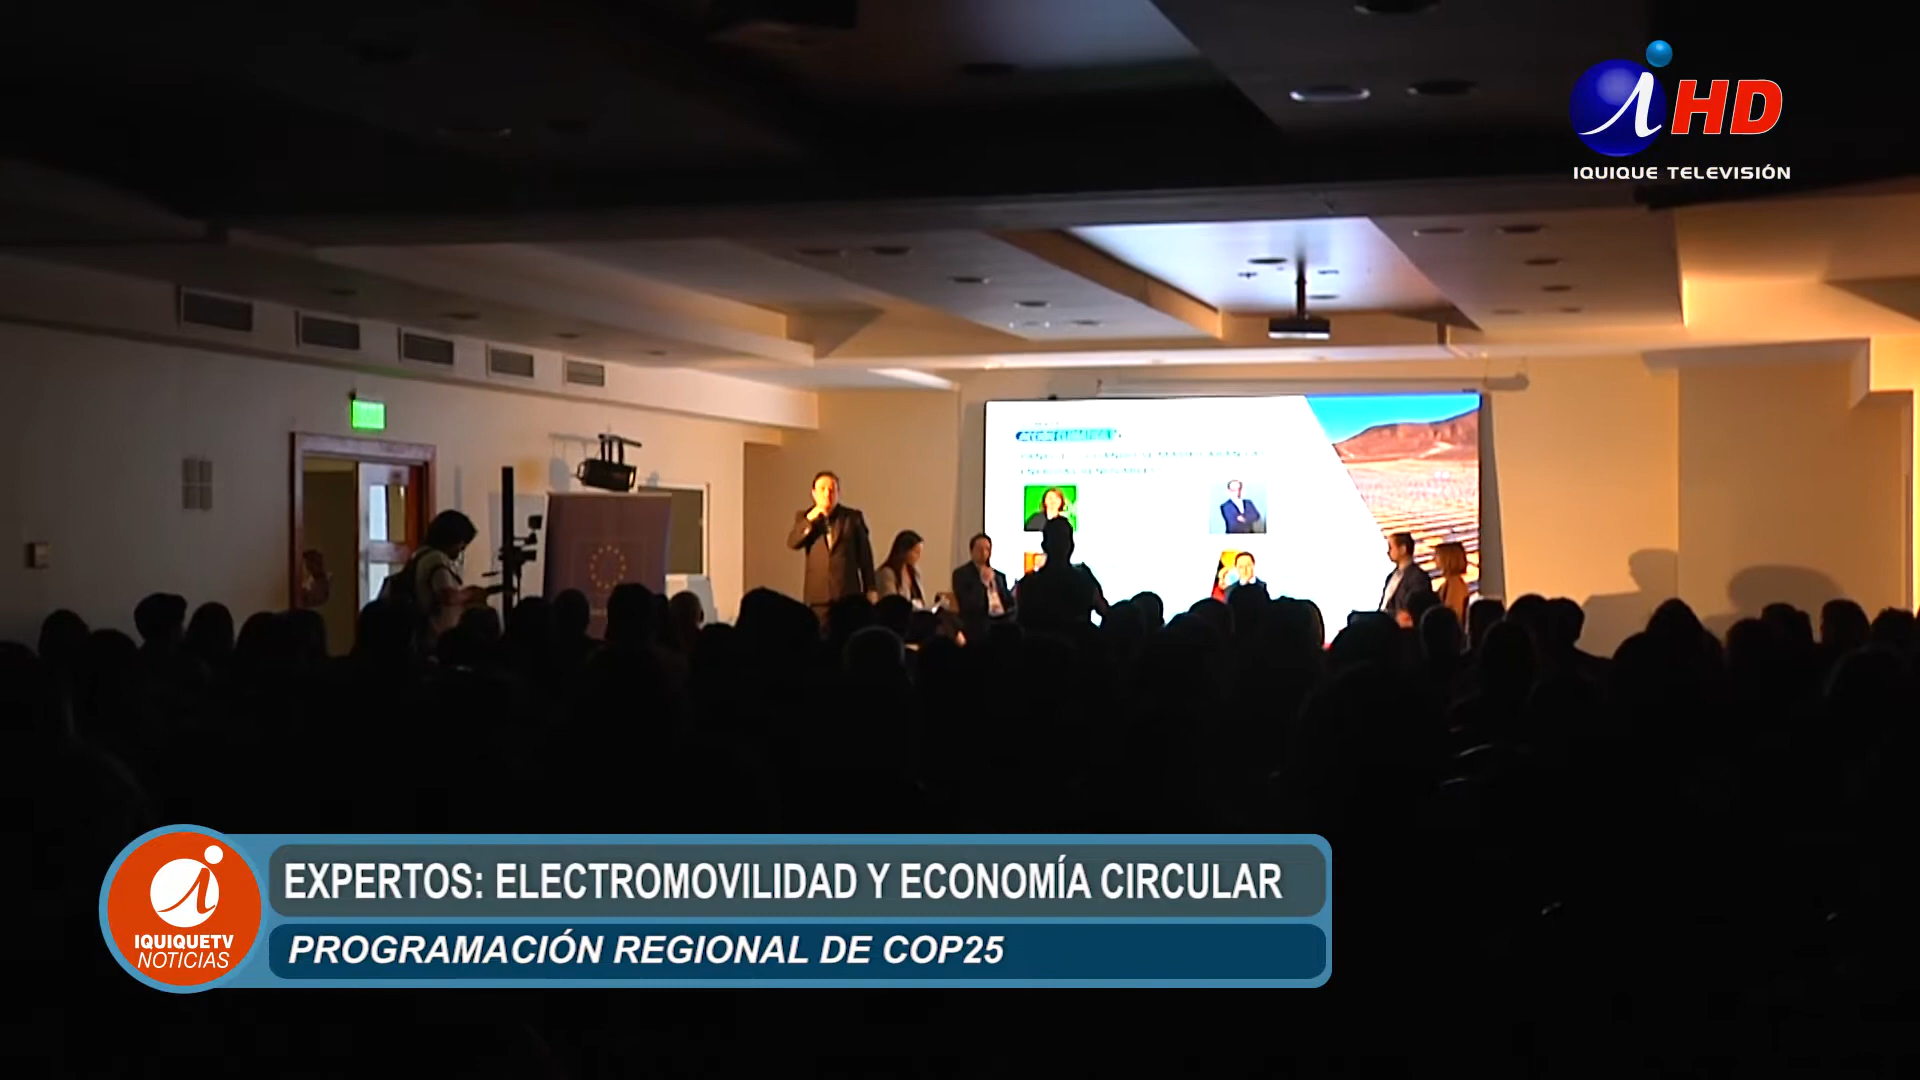 HD
IQUIQUE TELEVISIÓN
EXPERTOS: ELECTROMOVILIDAD Y ECONOMÍA CIRCULAR
PROGRAMACIÓN REGIONAL DE COP25
IQUIQUETV
NOTICIAS